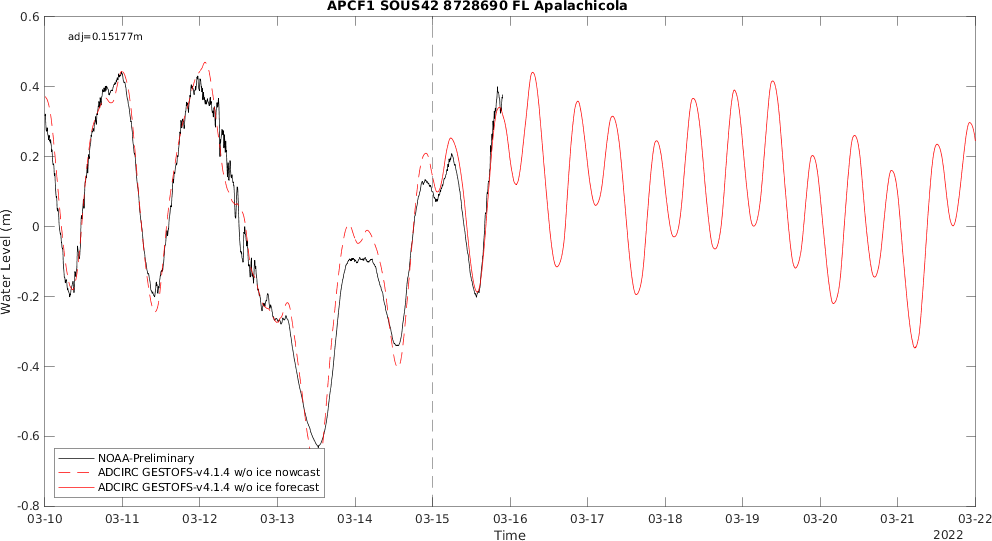 APCF1 SOUS42 8728690 FL Apalachicola
adj=0.15177m
0.6
0.4
0.2
0
-0.2
-0.4
-0.6
-0.8
Water Level (m)
NOAA-Preliminary
ADCIRC GESTOFS-v4.1.4 w/o ice nowcast
ADCIRC GESTOFS-v4.1.4 w/o ice forecast
03-10 03-11 03-12 03-13 03-14 03-15 03-16 03-17 03-18 03-19 03-20 03-21 03-22
Time
2022